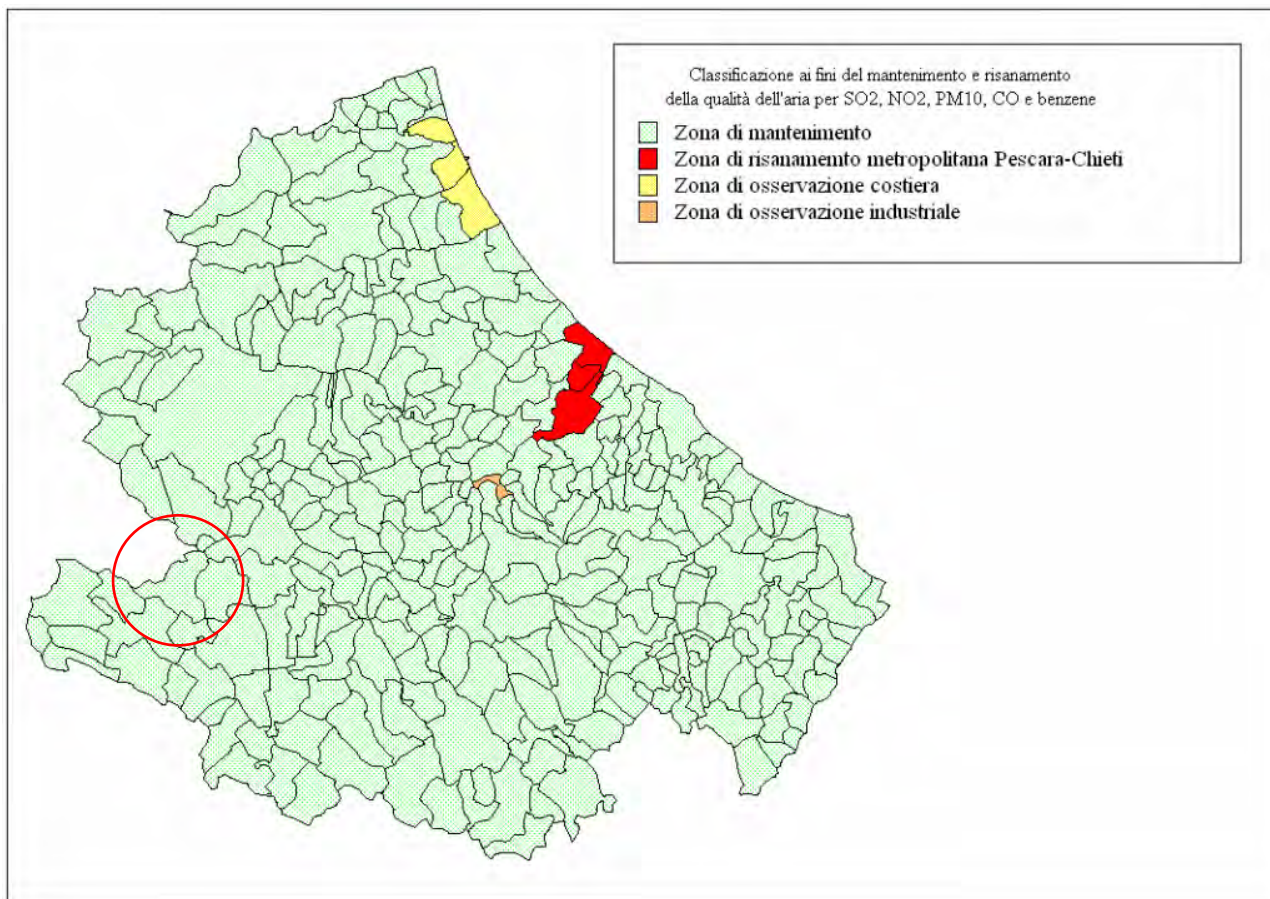 Classificazione ai fini del mantenimento e risanamento
della qualità dell'aria per SO2, NO2, PM10, CO e benzene
Zona di mantenimento
Zona di risanamemto metropolitana Pescara-Chieti
Zona di osservazione costiera
Zona di osservazione industriale